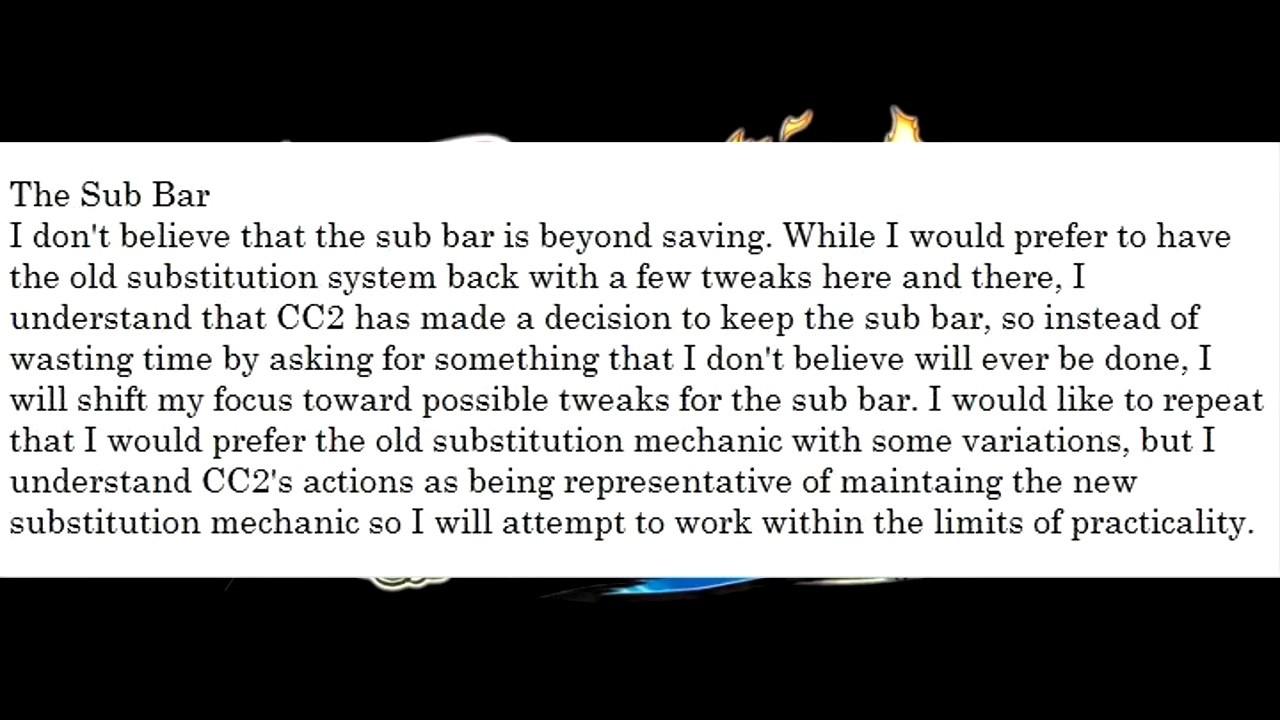 The Sub Bar
I don't believe that the sub bar is beyond saving. While I would prefer to have
the old substitution system back with a few tweaks here and there, I
understand that CC2 has made a decision to keep the sub bar, so instead of
wasting time by asking for something that I don't believe will ever be done, I
will shift my focus toward possible tweaks for the sub bar. I would like to repeat
that I would prefer the old substitution mechanic with some variations, but I
understand CC2's actions as being representative of maintaing the new
substitution mechanic so I will attempt to work within the limits of practicality.